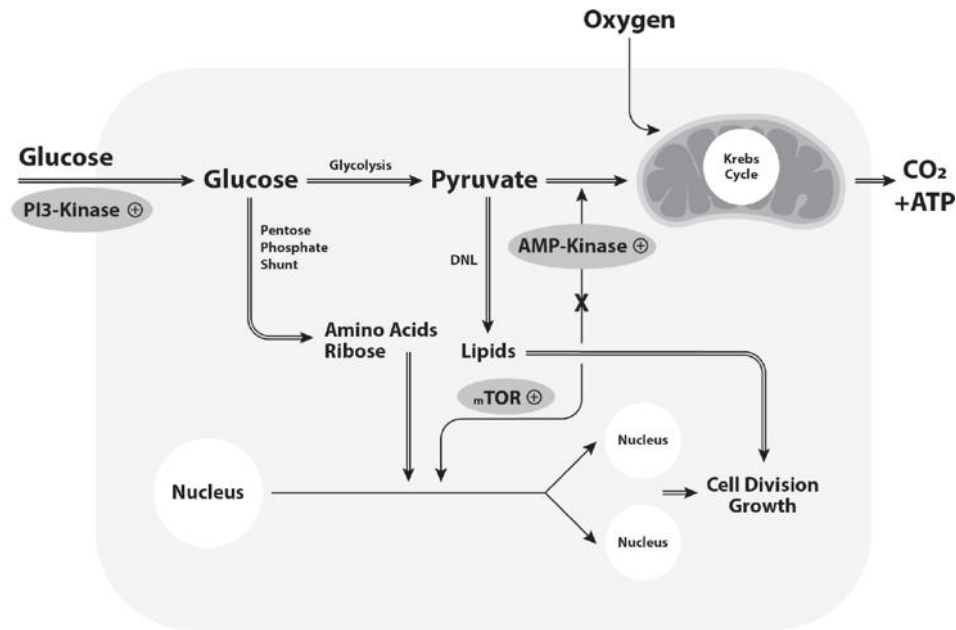 Oxygen
Glucose
PI3-Kinase ⊕
Glucose
Glycolysis
Pyruvate
Krebs
Cycle
CO₂
+ATP
Pentose
Phosphate
Shunt
DNL
AMP-Kinase ⊕
X
Amino Acids
Ribose
Lipids
mTOR ⊕
Nucleus
Nucleus
Nucleus
Cell Division
Growth